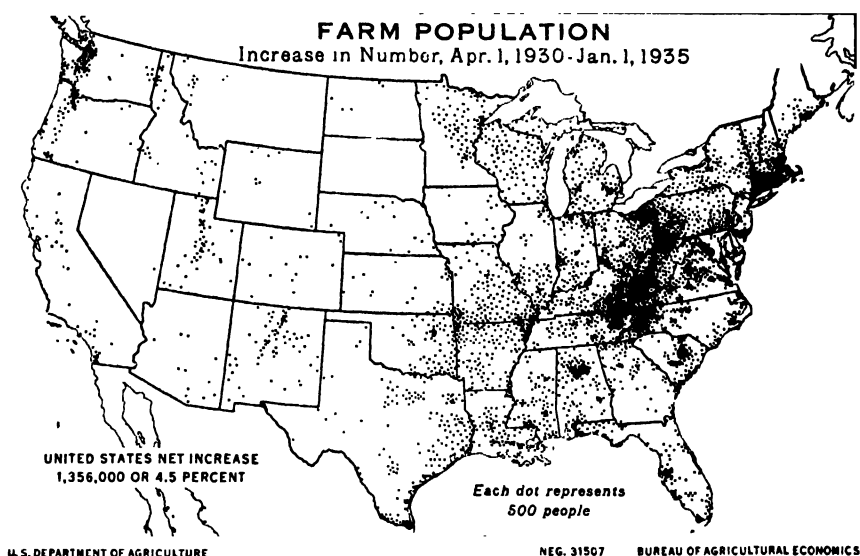 FARM POPULATION
Increase in Number, Apr. 1, 1930-Jan. 1, 1935
UNITED STATES NET INCREASE
1,356,000 OR 4.5 PERCENT
Each dot represents
500 people
U. S. DEPARTMENT OF AGRICULTURE
NEG. 31507
BUREAU OF AGRICULTURAL ECONOMICS